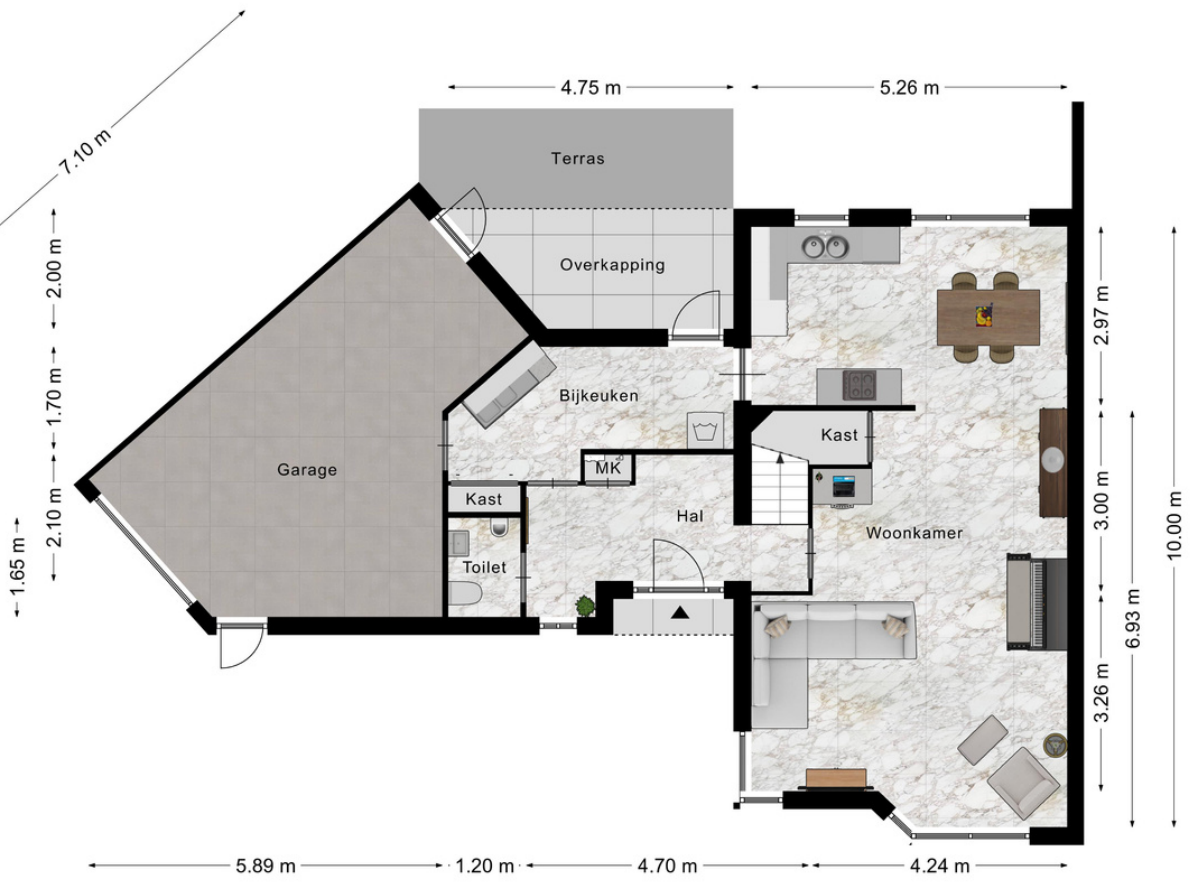 4.75 m
5.26 m
7.10 m
Terras
Overkapping
2.00 m
2.97 m
1.70 m
Bijkeuken
Kast
MK
Garage
Kast
Hal
Woonkamer
2.10 m
3.00 m
10.00 m
1.65 m
Toilet
6.93 m
3.26 m
5.89 m
1.20 m
4.70 m
4.24 m